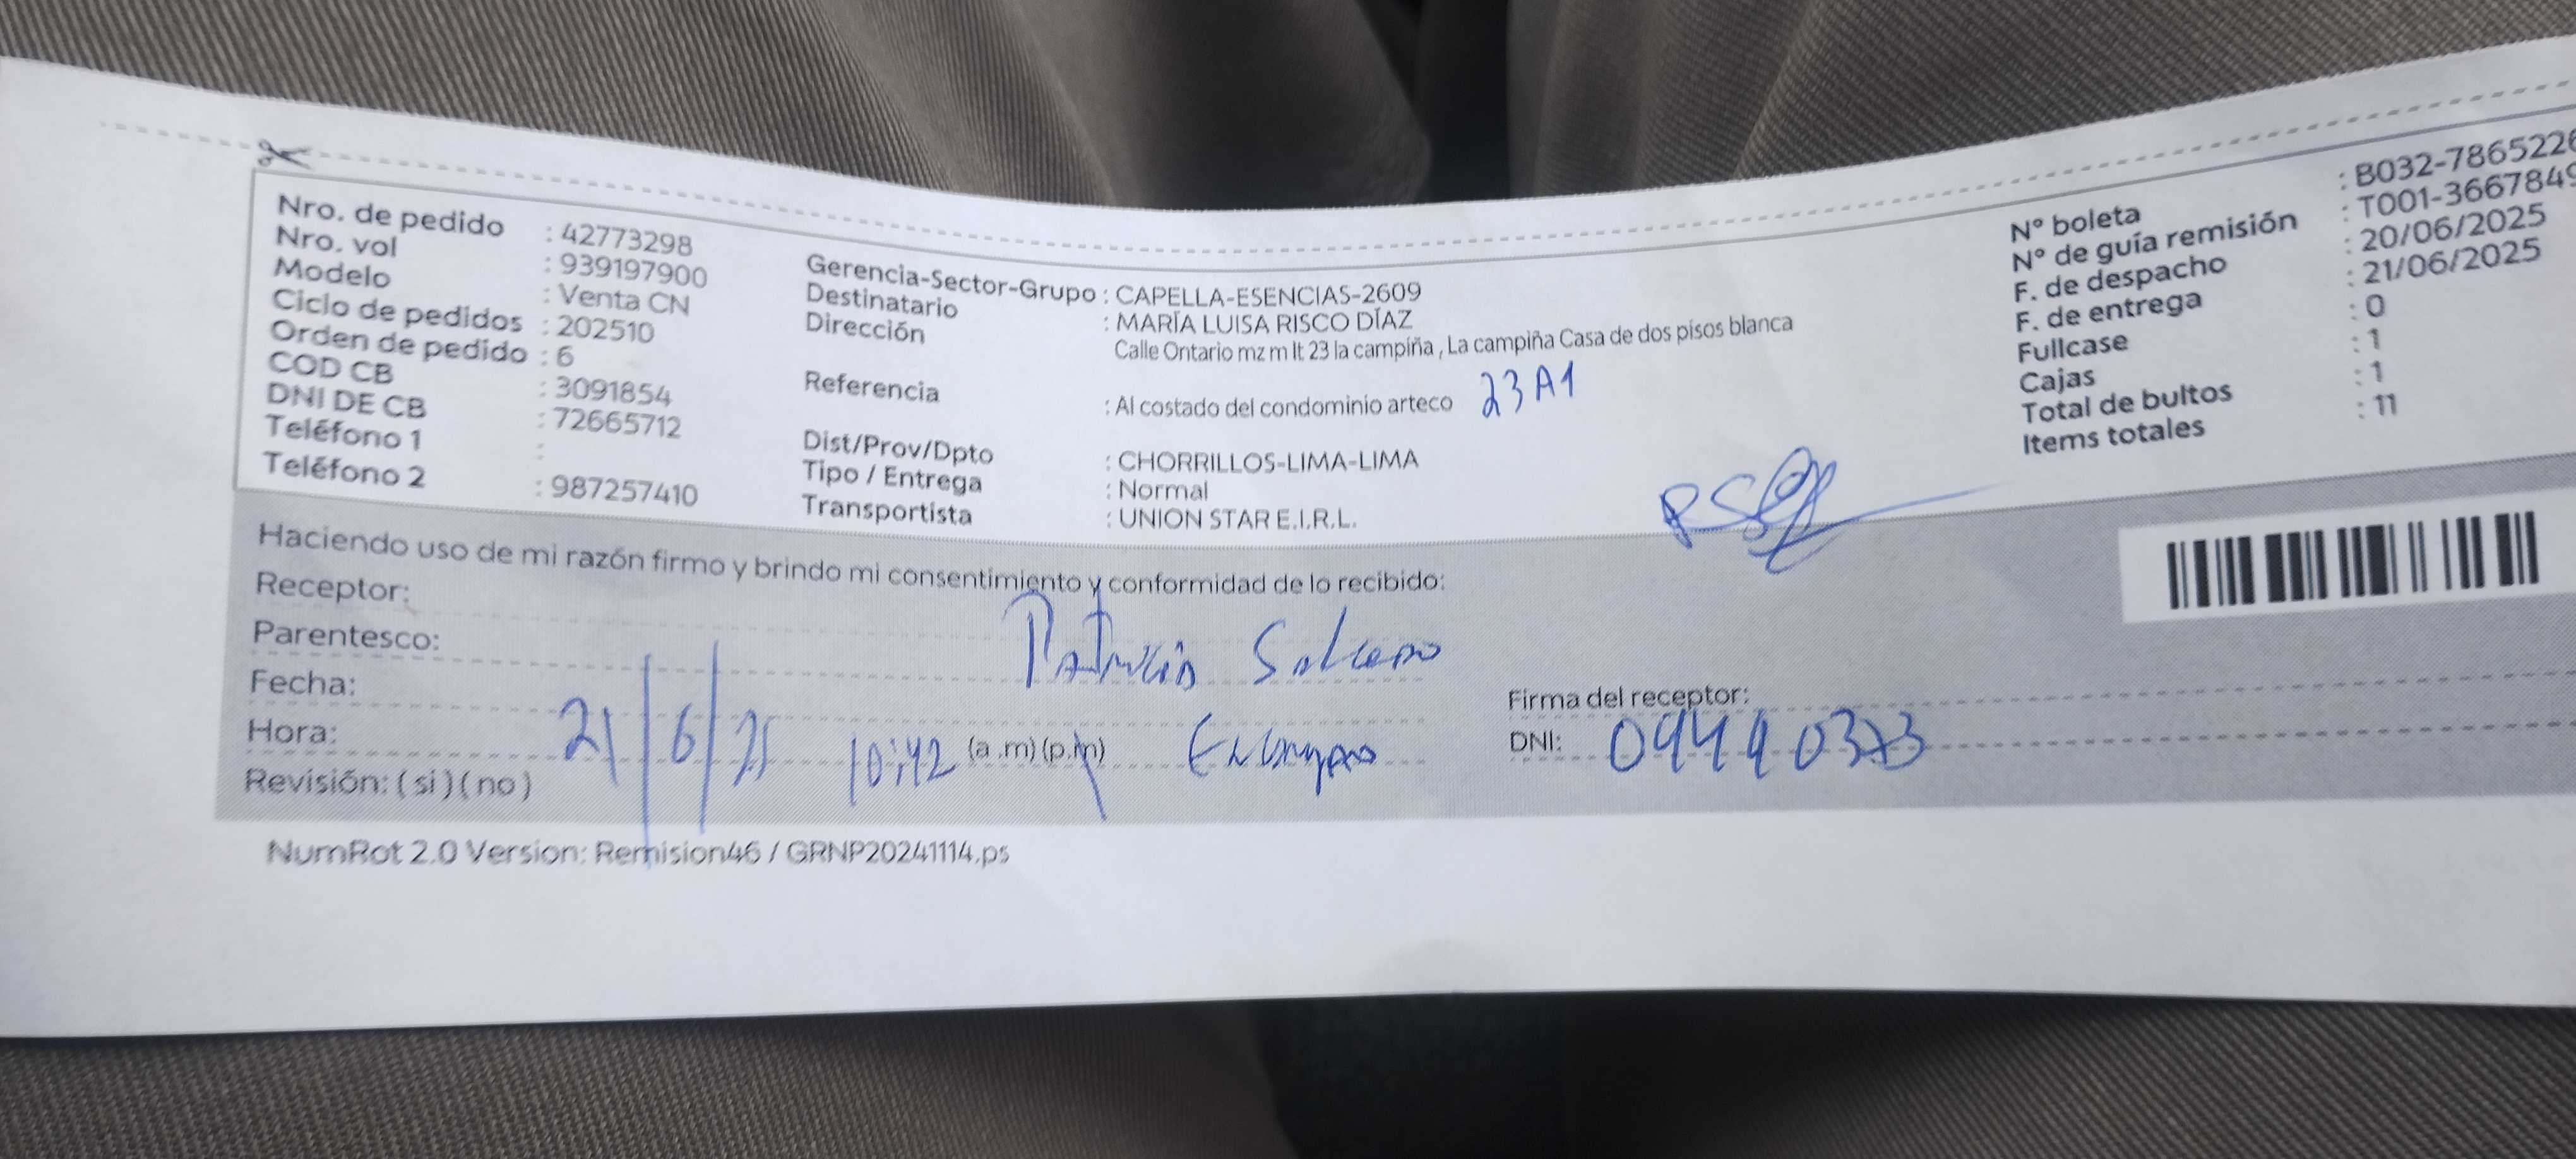 Nro. de pedido : 42773298
Nro. vol : 939197900
Modelo : Venta CN
Ciclo de pedidos : 202510
Orden de pedido : 6
COD CB : 3091854
DNI DE CB : 72665712
Teléfono 1 :
Teléfono 2 : 987257410
Gerencia-Sector-Grupo : CAPELLA-ESENCIAS-2609
Destinatario : MARÍA LUISA RISCO DÍAZ
Dirección
Calle Ontario mz m lt 23 la campiña , La campiña Casa de dos pisos blanca
Referencia : Al costado del condominio arteco 23 A1
Dist/Prov/Dpto : CHORRILLOS-LIMA-LIMA
Tipo / Entrega : Normal
Transportista : UNION STAR E.I.R.L.
N° boleta : B032-7865226
N° de guía remisión : T001-3667849
F. de despacho : 20/06/2025
F. de entrega : 21/06/2025
Fullcase : 0
Cajas : 1
Total de bultos : 1
Items totales : 11
Haciendo uso de mi razón firmo y brindo mi consentimiento y conformidad de lo recibido:
Receptor:
Parentesco: Patricia
Fecha: 21/6/
Hora: 10:42 (a .m) (p.m)
Revisión: ( si ) ( no )
Firma del receptor:
DNI:
NumRot 2.0 Version: Remision46 / GRNP20241114.ps